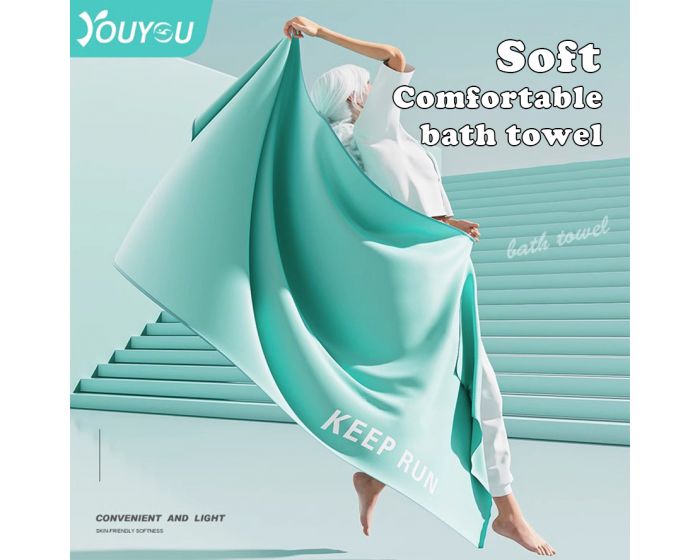 YOUYOU
Soft
Comfortable
bath towel
bath towel
KEEP RUN
CONVENIENT AND LIGHT
SKIN-FRIENDLY SOFTNESS